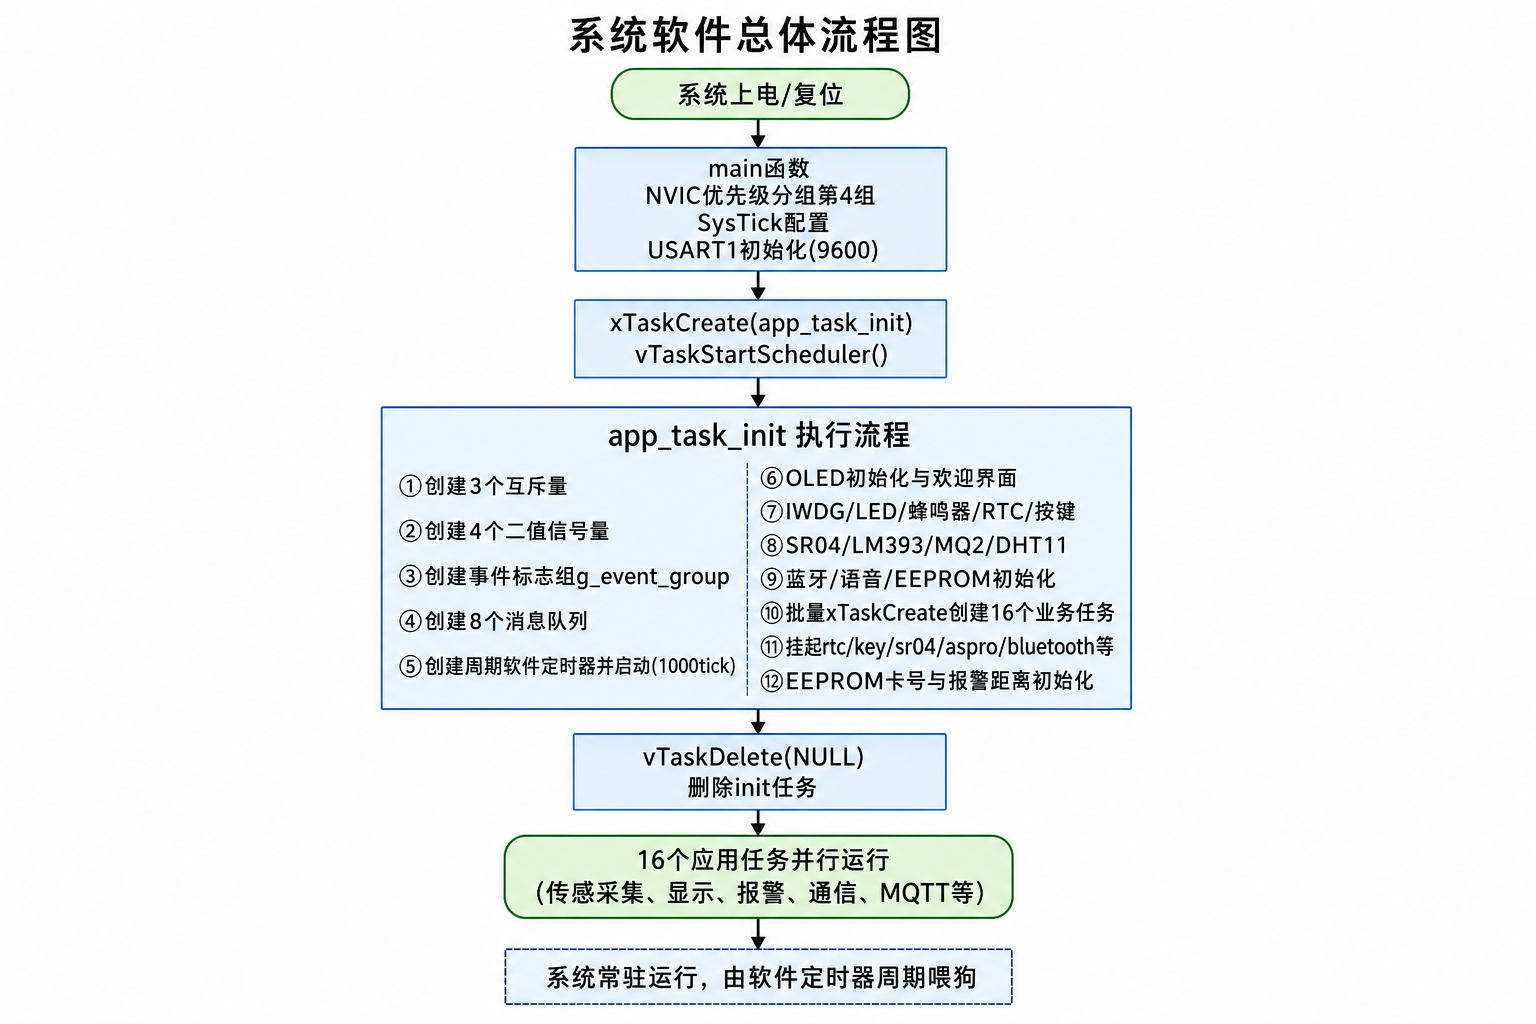 系统软件总体流程图
系统上电/复位
main函数
NVIC优先级分组第4组
SysTick配置
USART1初始化(9600)
xTaskCreate(app_task_init)
vTaskStartScheduler()
app_task_init 执行流程
①创建3个互斥量
②创建4个二值信号量
③创建事件标志组g_event_group
④创建8个消息队列
⑤创建周期软件定时器并启动(1000tick)
⑥OLED初始化与欢迎界面
⑦IWDG/LED/蜂鸣器/RTC/按键
⑧SR04/LM393/MQ2/DHT11
⑨蓝牙/语音/EEPROM初始化
⑩批量xTaskCreate创建16个业务任务
⑪挂起rtc/key/sr04/aspro/bluetooth等
⑫EEPROM卡号与报警距离初始化
vTaskDelete(NULL)
删除init任务
16个应用任务并行运行
（传感采集、显示、报警、通信、MQTT等）
系统常驻运行，由软件定时器周期喂狗